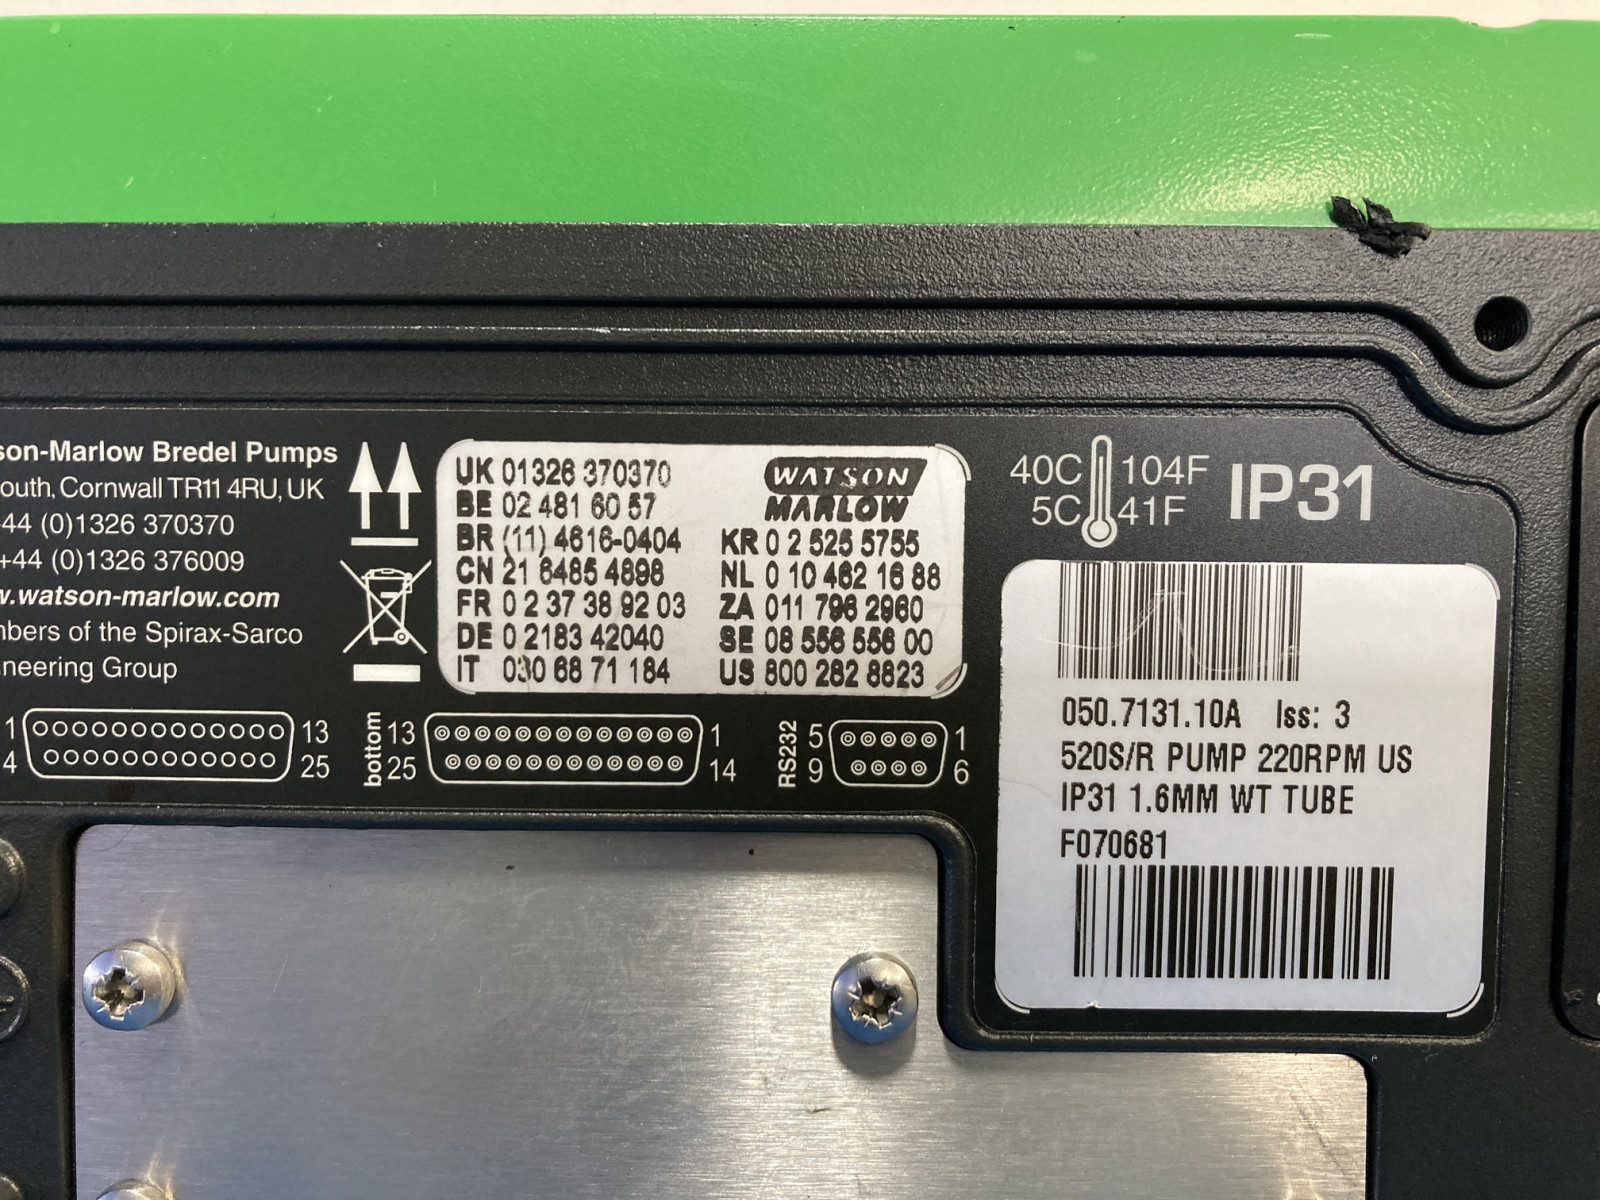 son-Marlow Bredel Pumps
outh, Cornwall TR11 4RU, UK
44 (0)1326 370370
+44 (0)1326 376009
w.watson-marlow.com
bers of the Spirax-Sarco
neering Group
UK 01326 370370
BE 02 481 60 57
BR (11) 4616-0404
CN 21 6485 4898
FR 0 2 37 38 92 03
DE 0 2183 42040
IT 030 68 71 184
WATSON
MARLOW
KR 0 2 525 5755
NL 0 10 462 16 88
ZA 011 796 2960
SE 08 556 556 00
US 800 282 8823
40C 104F
5C 41F
IP31
050.7131.10A Iss: 3
520S/R PUMP 220RPM US
IP31 1.6MM WT TUBE
F070681
1 13
4 25
bottom
13 1
25 14
RS232
5 1
9 6